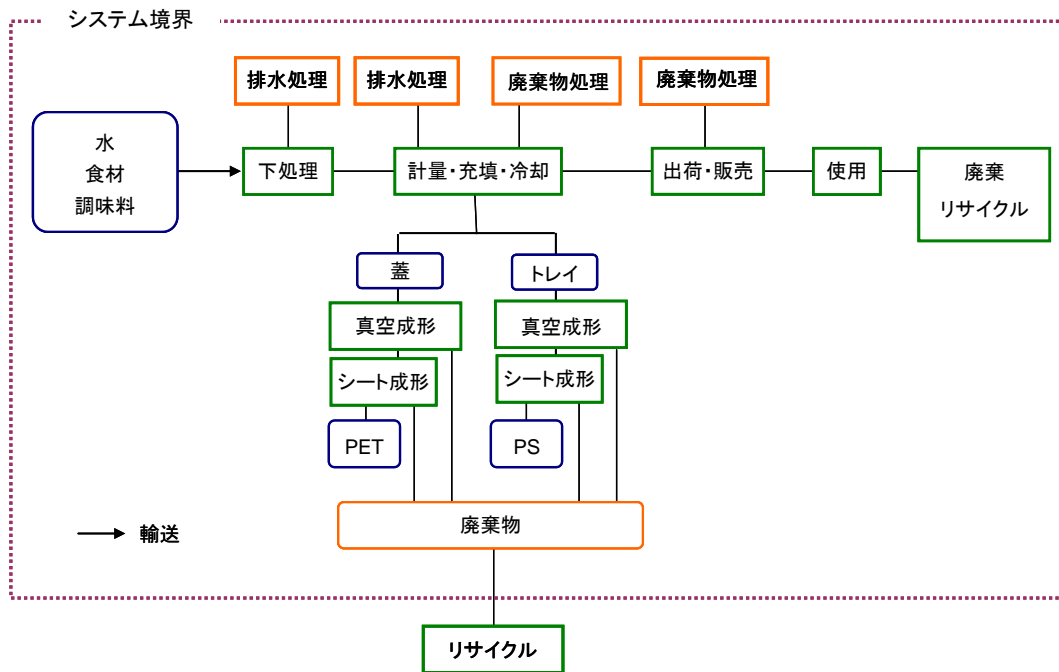 システム境界
排水処理
排水処理
廃棄物処理
廃棄物処理
水
食材
調味料
下処理
計量・充填・冷却
出荷・販売
使用
廃棄
リサイクル
蓋
トレイ
真空成形
真空成形
シート成形
シート成形
PET
PS
廃棄物
輸送
リサイクル